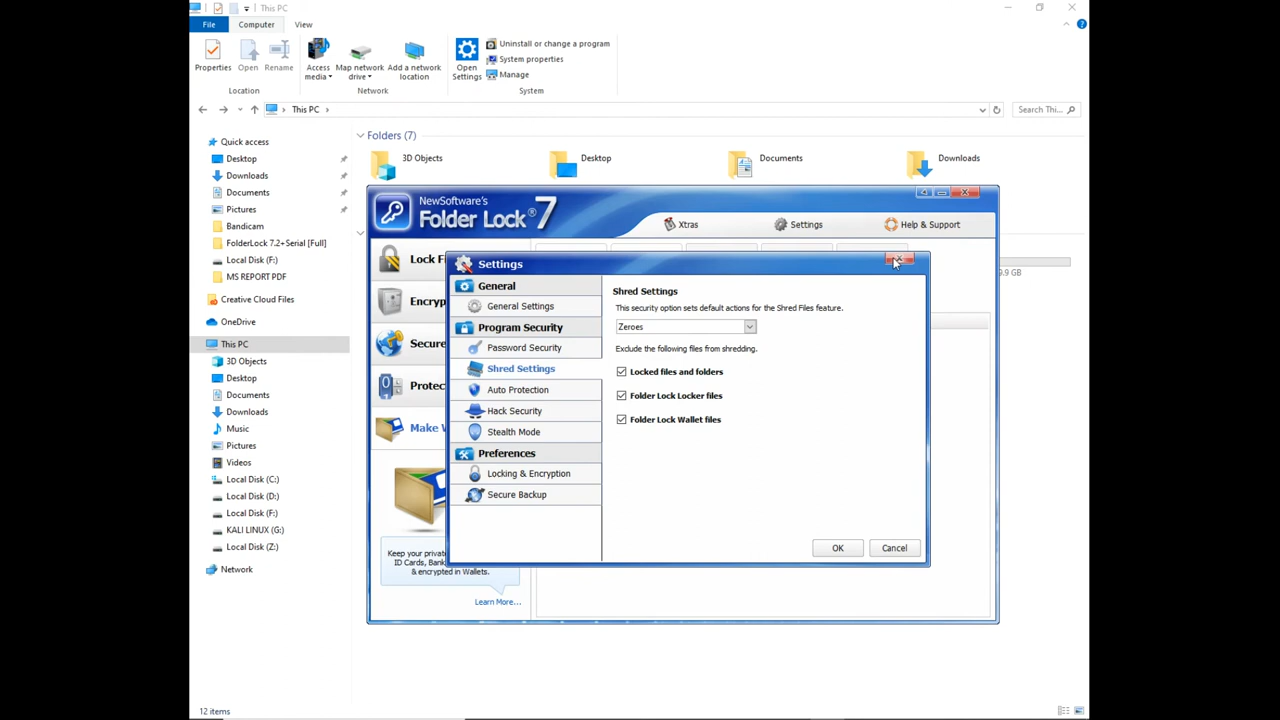 This PC
File
Computer
View
Properties
Open
Rename
Access media
Map network drive
Add a network location
Open Settings
Uninstall or change a program
System properties
Manage
Location
Network
System
This PC
Search Thi...
Quick access
Desktop
Downloads
Documents
Pictures
Bandicam
FolderLock 7.2+Serial [Full]
Local Disk (F:)
MS REPORT PDF
Creative Cloud Files
OneDrive
This PC
3D Objects
Desktop
Documents
Downloads
Music
Pictures
Videos
Local Disk (C:)
Local Disk (D:)
Local Disk (F:)
KALI LINUX (G:)
Local Disk (Z:)
Network
Folders (7)
3D Objects
Desktop
Documents
Downloads
NewSoftware's
Folder Lock® 7
Xtras
Settings
Help & Support
9.9 GB
Lock F
Encryp
Secure
Protec
Make W
Keep your private
ID Cards, Bank
& encrypted in Wallets.
Learn More...
Settings
General
General Settings
Program Security
Password Security
Shred Settings
Auto Protection
Hack Security
Stealth Mode
Preferences
Locking & Encryption
Secure Backup
Shred Settings
This security option sets default actions for the Shred Files feature.
Zeroes
Exclude the following files from shredding.
Locked files and folders
Folder Lock Locker files
Folder Lock Wallet files
OK
Cancel
12 items